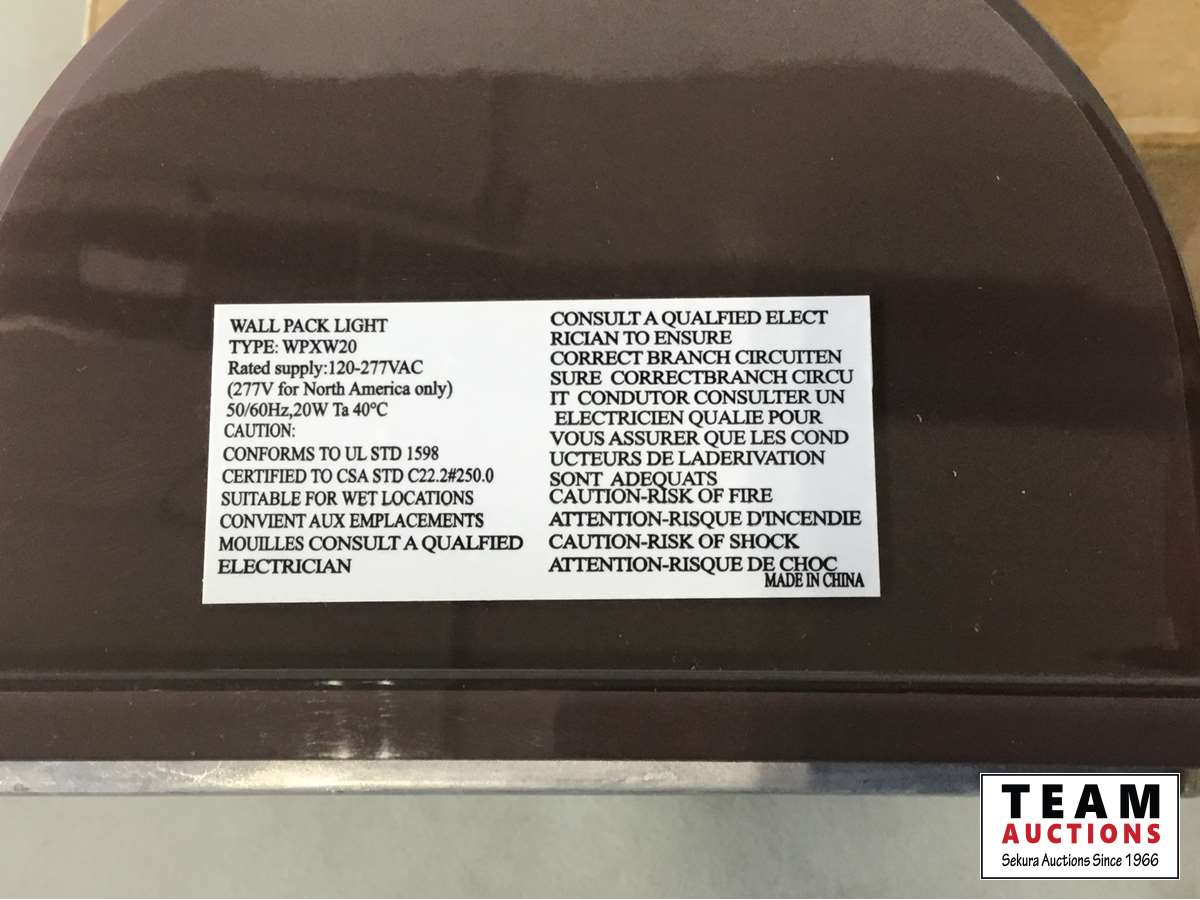 WALL PACK LIGHT
TYPE: WPXW20
Rated supply:120-277VAC
(277V for North America only)
50/60Hz,20W Ta 40°C
CAUTION:
CONFORMS TO UL STD 1598
CERTIFIED TO CSA STD C22.2#250.0
SUITABLE FOR WET LOCATIONS
CONVIENT AUX EMPLACEMENTS
MOUILLES CONSULT A QUALFIED
ELECTRICIAN
CONSULT A QUALFIED ELECT
RICIAN TO ENSURE
CORRECT BRANCH CIRCUITEN
SURE CORRECTBRANCH CIRCU
IT CONDUTOR CONSULTER UN
ELECTRICIEN QUALIE POUR
VOUS ASSURER QUE LES COND
UCTEURS DE LADERIVATION
SONT ADEQUATS
CAUTION-RISK OF FIRE
ATTENTION-RISQUE D'INCENDIE
CAUTION-RISK OF SHOCK
ATTENTION-RISQUE DE CHOC
MADE IN CHINA
TEAM
AUCTIONS
Sekura Auctions Since 1966